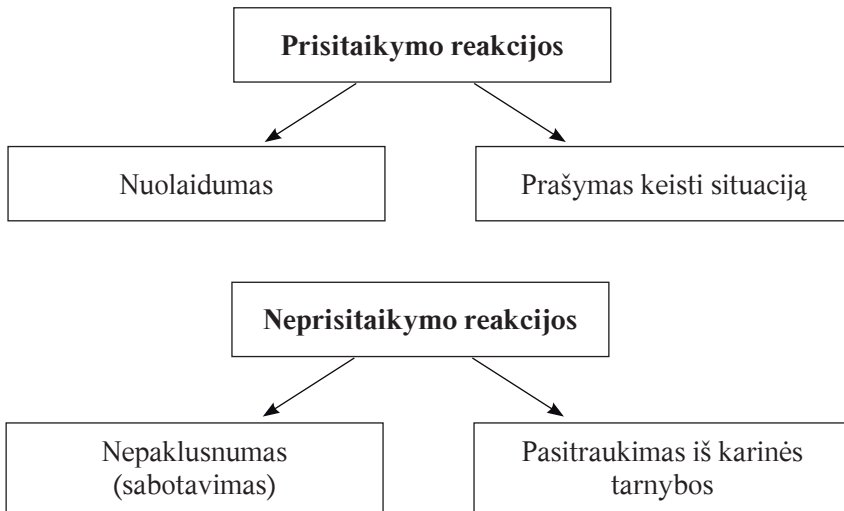 Prisitaikymo reakcijos
Nuolaidumas
Prašymas keisti situaciją
Neprisitaikymo reakcijos
Nepaklusnumas
(sabotavimas)
Pasitraukimas iš karinės
tarnybos